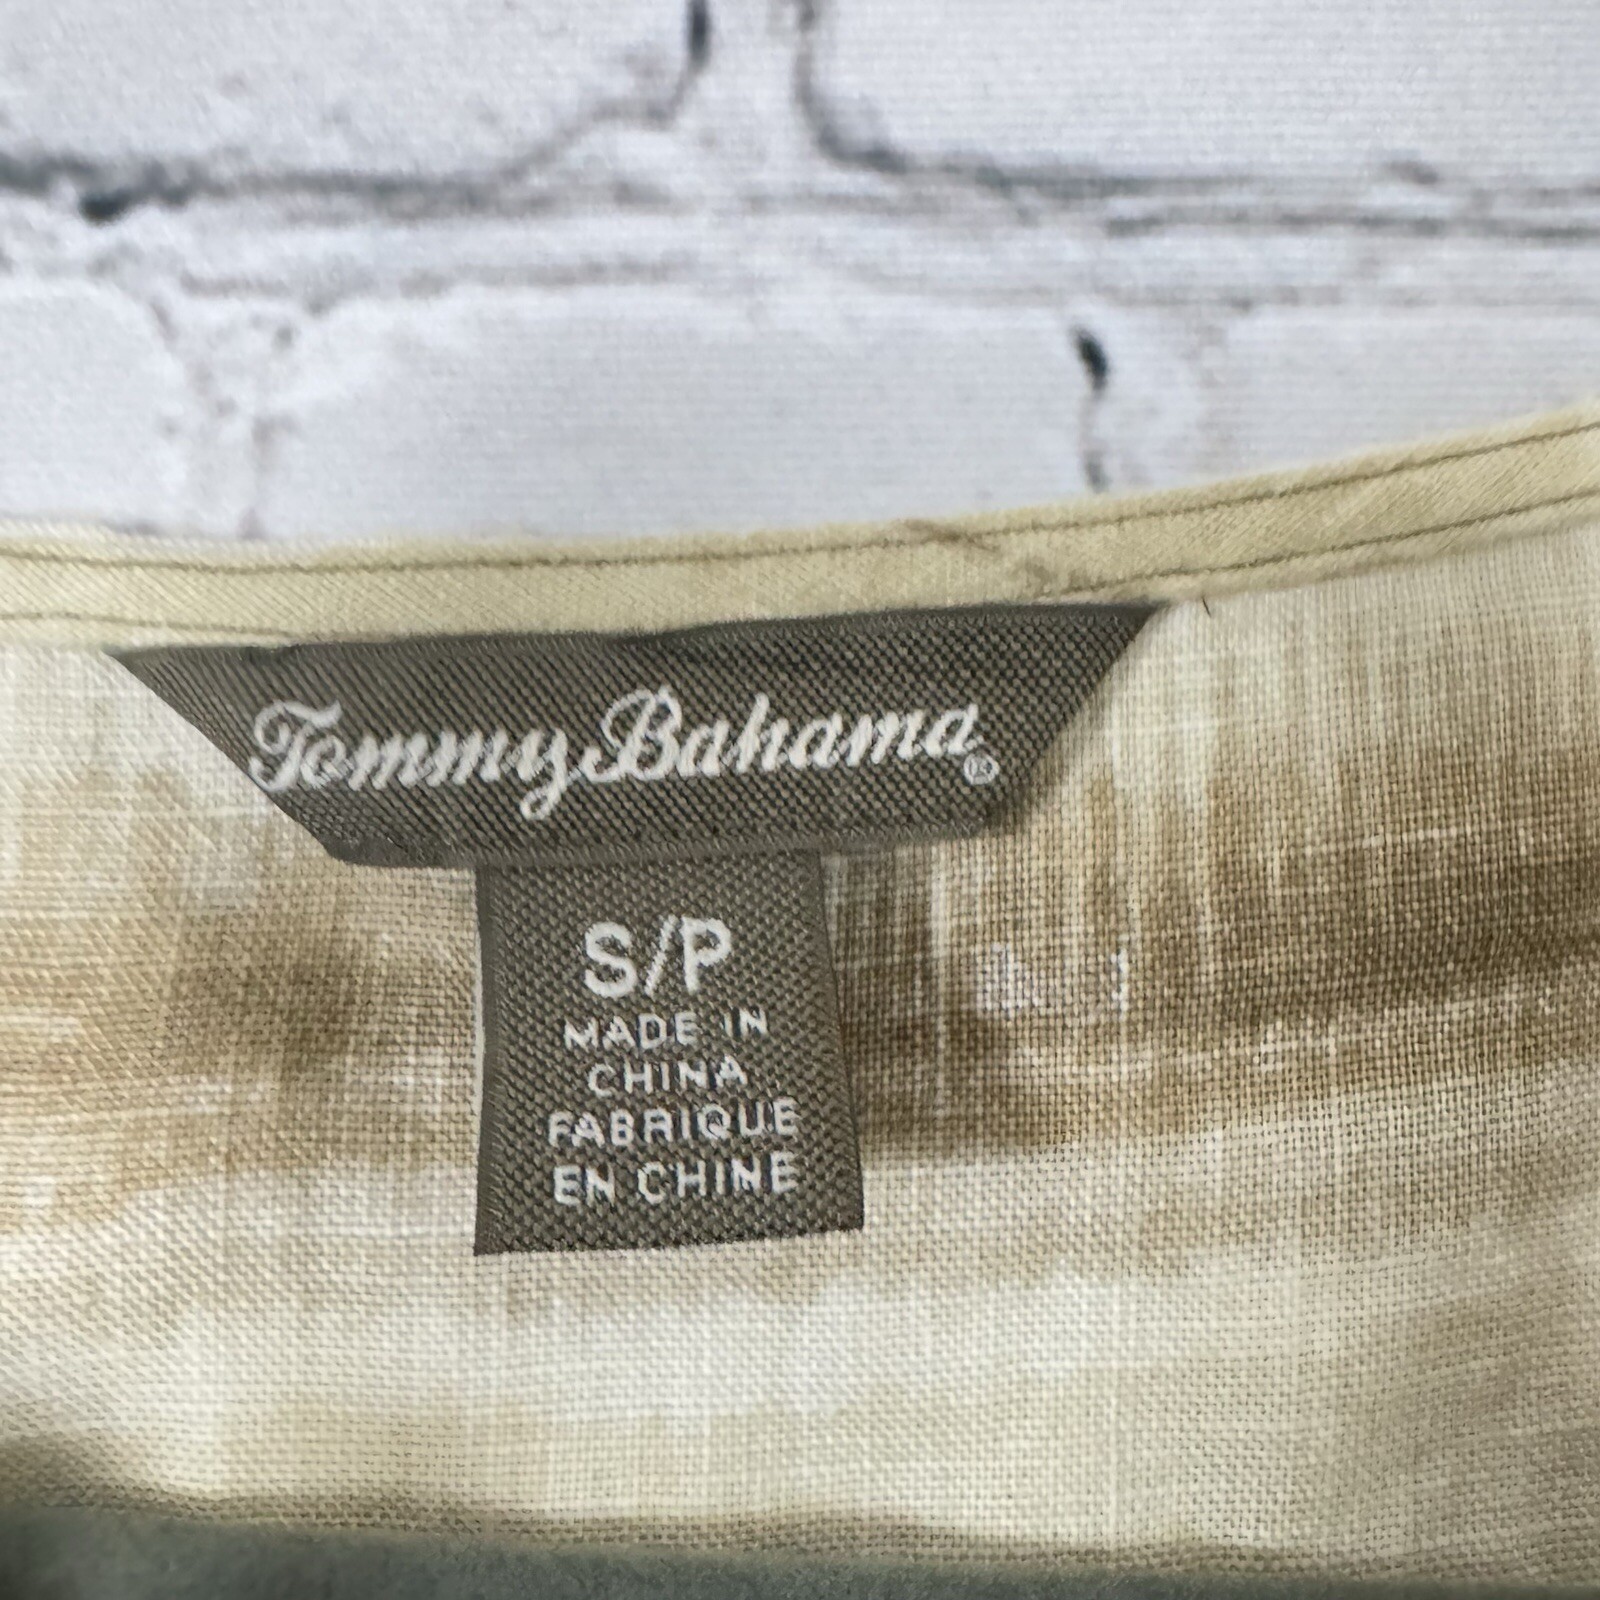 Tommy Bahama®
S/P
MADE IN
CHINA
FABRIQUE
EN CHINE